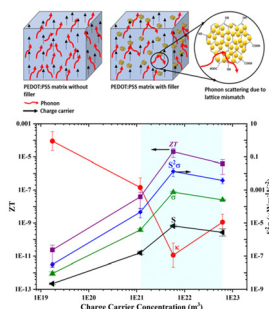 PEDOT:PSS matrix without
filler
PEDOT:PSS matrix with filler
Phonon scattering due to
lattice mismatch
Phonon
Charge carrier
0.001
1E-5
1E-7
1E-9
1E-11
1E-13
ZT
ZT
S²σ
σ
S
κ
0.1
1E19
1E20
1E21
1E22
1E23
Charge Carrier Concentration (m³)